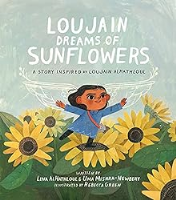 LOUJAIN
DREAMS OF
SUNFLOWERS
A STORY INSPIRED BY LOUJAIN ALHATHLOUL
WRITTEN BY
LINA ALHATHLOUL & UMA MISHRA-NEWBERY
ILLUSTRATED BY REBECCA GREEN